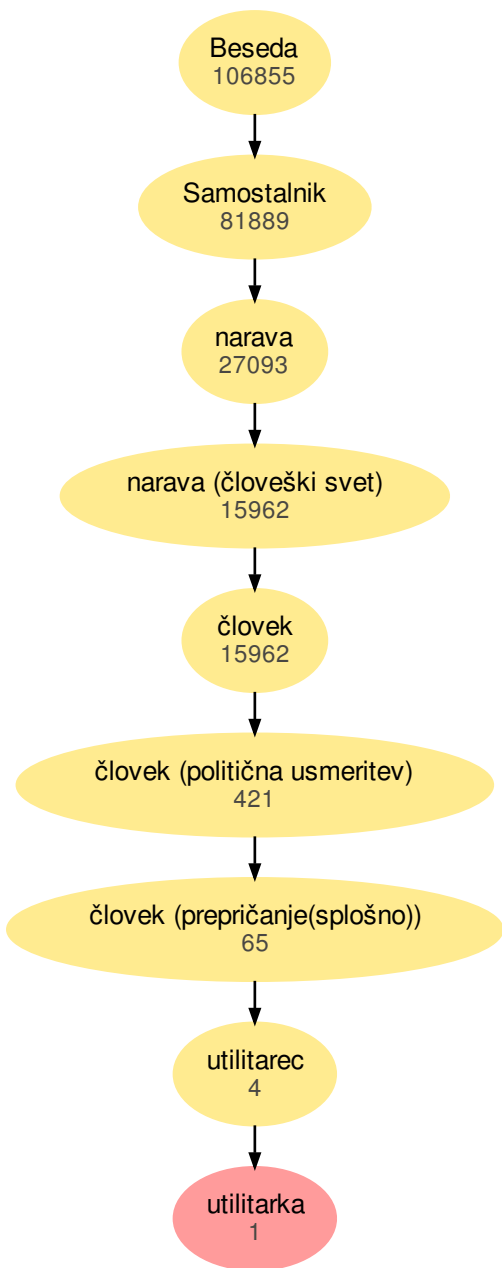 Beseda
106855
Samostalnik
81889
narava
27093
narava (človeški svet)
15962
človek
15962
človek (politična usmeritev)
421
človek (prepričanje(splošno))
65
utilitarec
4
utilitarka
1